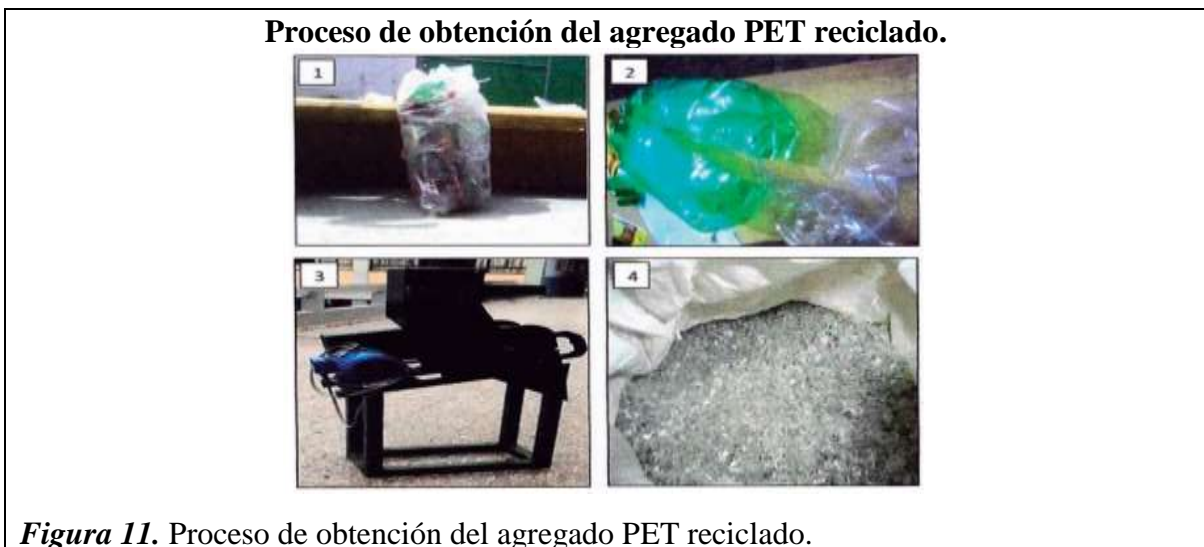 Proceso de obtención del agregado PET reciclado.
1
2
3
4
Figura 11. Proceso de obtención del agregado PET reciclado.